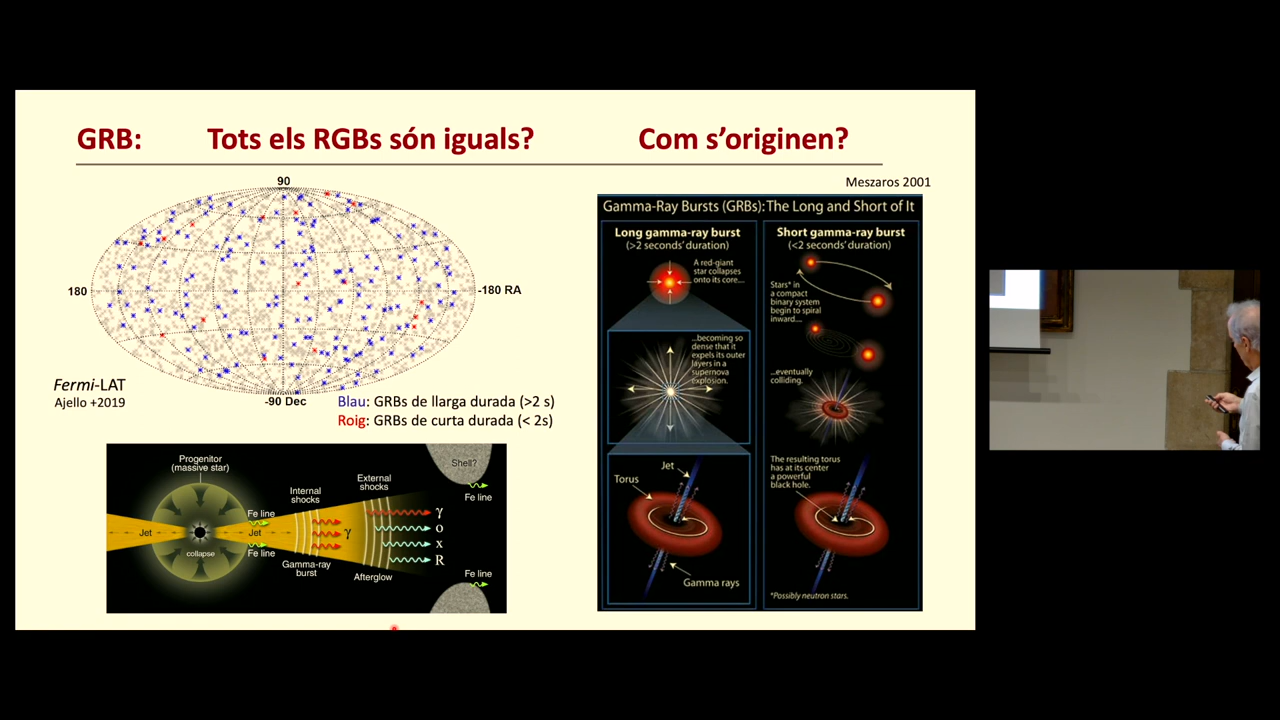 GRB:
Tots els RGBs són iguals?
Com s'originen?
90
180
-180 RA
-90 Dec
Fermi-LAT
Ajello +2019
Blau: GRBs de llarga durada (>2 s)
Roig: GRBs de curta durada (< 2s)
Progenitor
(massive star)
Jet
collapse
Jet
Fe line
Fe line
Internal
shocks
γ
Gamma-ray
burst
External
shocks
Afterglow
γ
o
x
R
Shell?
Fe line
Fe line
Meszaros 2001
Gamma-Ray Bursts (GRBs): The Long and Short of It
Long gamma-ray burst
(>2 seconds' duration)
A red-giant
star collapses
onto its core....
...becoming so
dense that it
expels its outer
layers in a
supernova
explosion.
Jet
Torus
Gamma rays
Short gamma-ray burst
(<2 seconds' duration)
Stars* in
a compact
binary system
begin to spiral
inward....
...eventually
colliding.
The resulting torus
has at its center
a powerful
black hole.
*Possibly neutron stars.